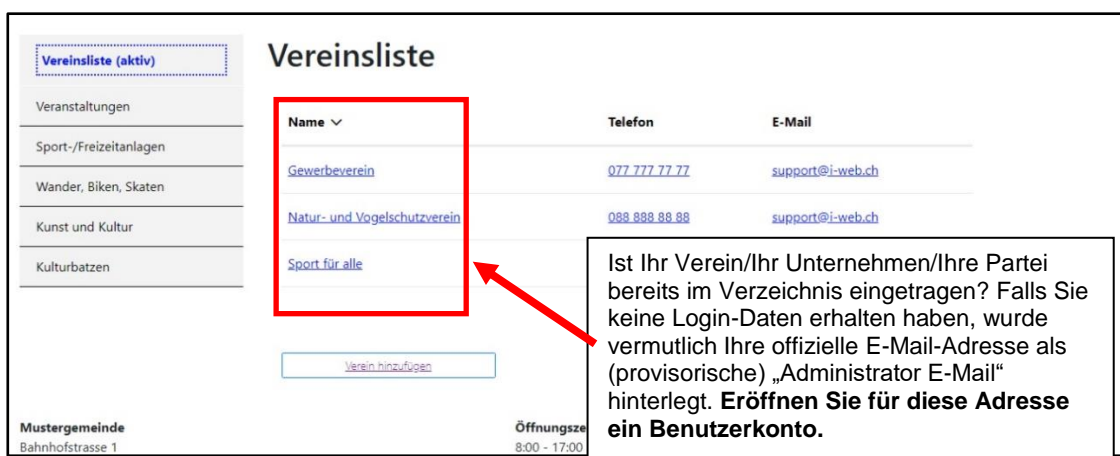 Vereinsliste (aktiv)
Veranstaltungen
Sport-/Freizeitanlagen
Wander, Biken, Skaten
Kunst und Kultur
Kulturbatzen
Vereinsliste
Name Telefon E-Mail
Gewerbeverein 077 777 77 77 support@i-web.ch
Natur- und Vogelschutzverein 088 888 88 88 support@i-web.ch
Sport für alle
Verein hinzufügen
Ist Ihr Verein/Ihr Unternehmen/Ihre Partei
bereits im Verzeichnis eingetragen? Falls Sie
keine Login-Daten erhalten haben, wurde
vermutlich Ihre offizielle E-Mail-Adresse als
(provisorische) „Administrator E-Mail“
hinterlegt. Eröffnen Sie für diese Adresse
ein Benutzerkonto.
Mustergemeinde
Bahnhofstrasse 1
Öffnungsze
8:00 - 17:00